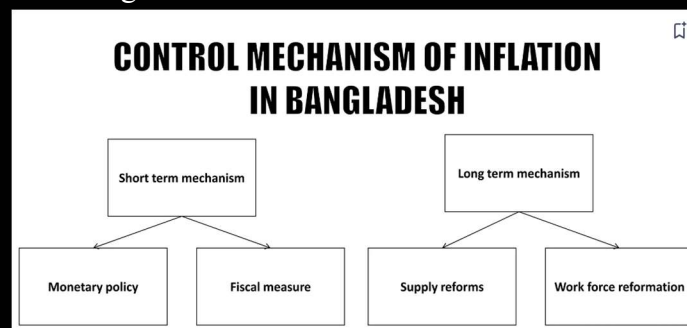 CONTROL MECHANISM OF INFLATION
IN BANGLADESH
Short term mechanism
Long term mechanism
Monetary policy
Fiscal measure
Supply reforms
Work force reformation